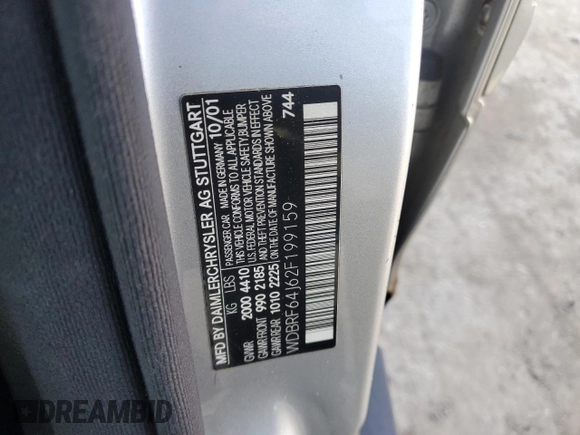 MFD BY DAIMLERCHRYSLER AG STUTTGART
PASSENGER CAR MADE IN GERMANY 10/01
KG LBS THIS VEHICLE CONFORMS TO ALL APPLICABLE
GVWR 2000 4410 U.S. FEDERAL MOTOR VEHICLE SAFETY, BUMPER
GAWR FRONT 990 2185 AND THEFT PREVENTION STANDARDS IN EFFECT
GAWR REAR 1010 2225 ON THE DATE OF MANUFACTURE SHOWN ABOVE
WDBRF64J62F199159 744
DREAMBID